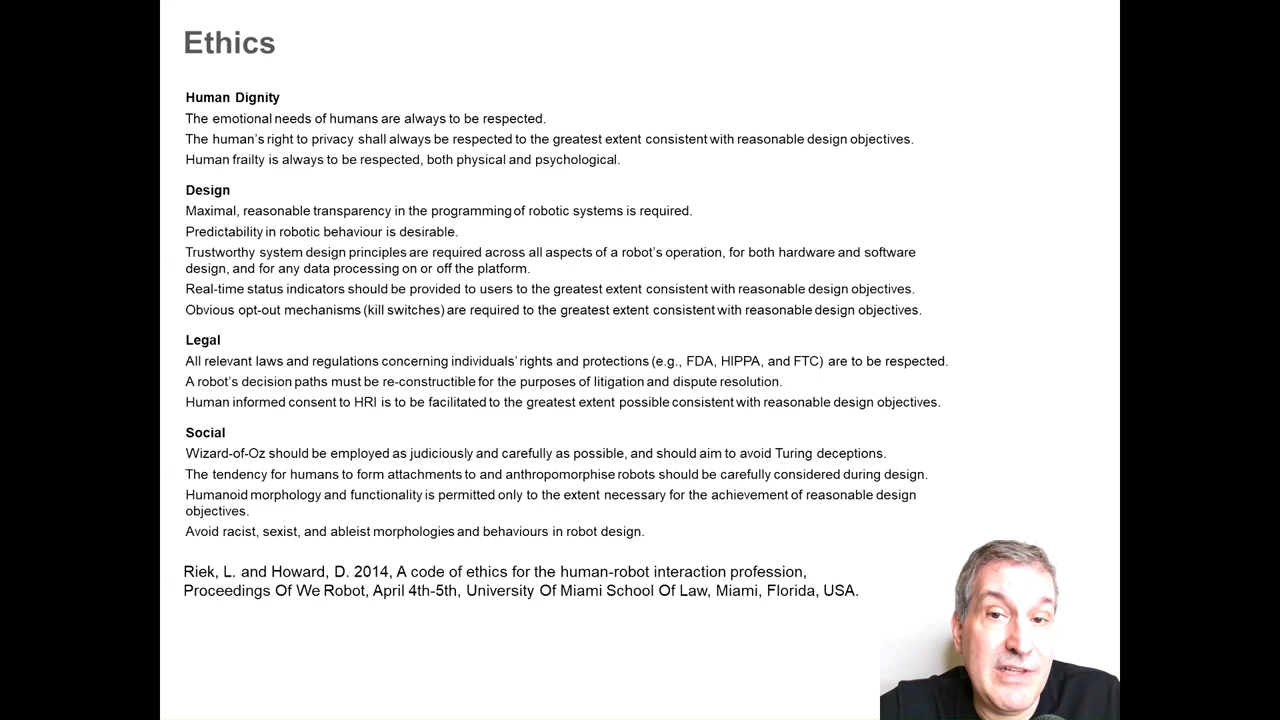 Ethics
Human Dignity
The emotional needs of humans are always to be respected.
The human's right to privacy shall always be respected to the greatest extent consistent with reasonable design objectives.
Human frailty is always to be respected, both physical and psychological.
Design
Maximal, reasonable transparency in the programming of robotic systems is required.
Predictability in robotic behaviour is desirable.
Trustworthy system design principles are required across all aspects of a robot's operation, for both hardware and software
design, and for any data processing on or off the platform.
Real-time status indicators should be provided to users to the greatest extent consistent with reasonable design objectives.
Obvious opt-out mechanisms (kill switches) are required to the greatest extent consistent with reasonable design objectives.
Legal
All relevant laws and regulations concerning individuals' rights and protections (e.g., FDA, HIPPA, and FTC) are to be respected.
A robot's decision paths must be re-constructible for the purposes of litigation and dispute resolution.
Human informed consent to HRI is to be facilitated to the greatest extent possible consistent with reasonable design objectives.
Social
Wizard-of-Oz should be employed as judiciously and carefully as possible, and should aim to avoid Turing deceptions.
The tendency for humans to form attachments to and anthropomorphise robots should be carefully considered during design.
Humanoid morphology and functionality is permitted only to the extent necessary for the achievement of reasonable design
objectives.
Avoid racist, sexist, and ableist morphologies and behaviours in robot design.
Riek, L. and Howard, D. 2014, A code of ethics for the human-robot interaction profession,
Proceedings Of We Robot, April 4th-5th, University Of Miami School Of Law, Miami, Florida, USA.